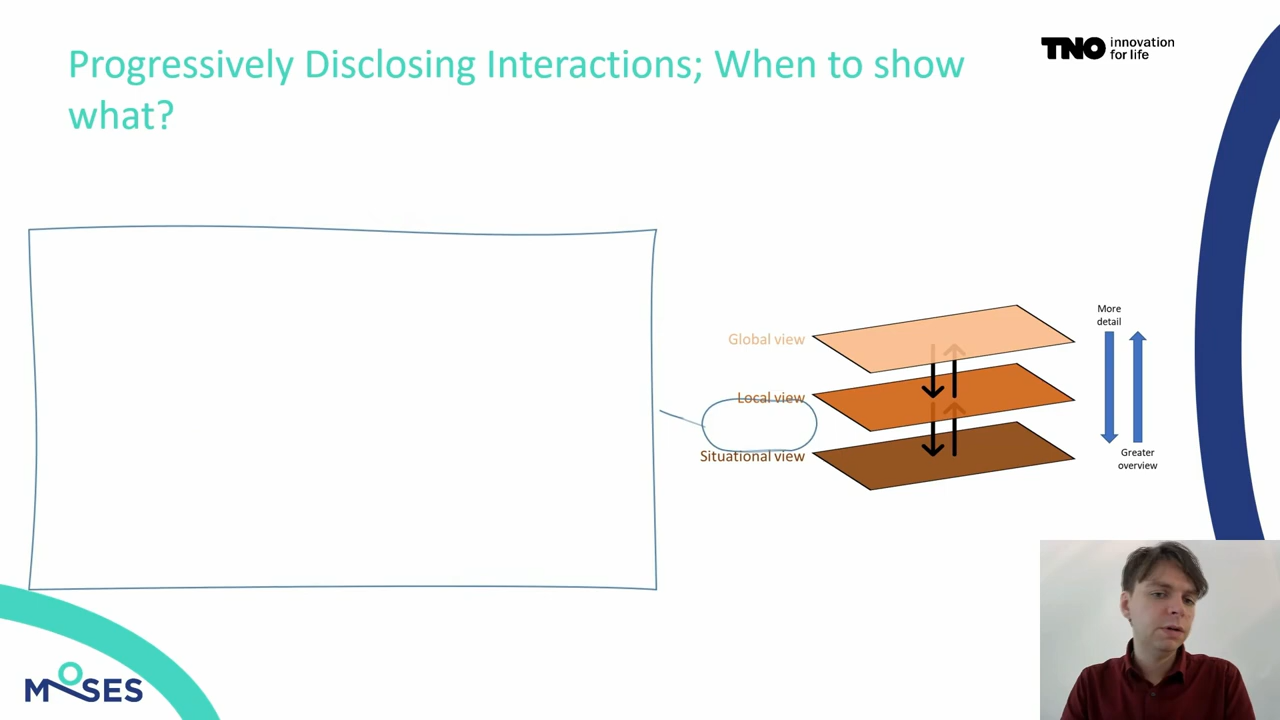 Progressively Disclosing Interactions; When to show
what?
TNO innovation
for life
More
detail
Global view
Local view
Situational view
Greater
overview
MOSES